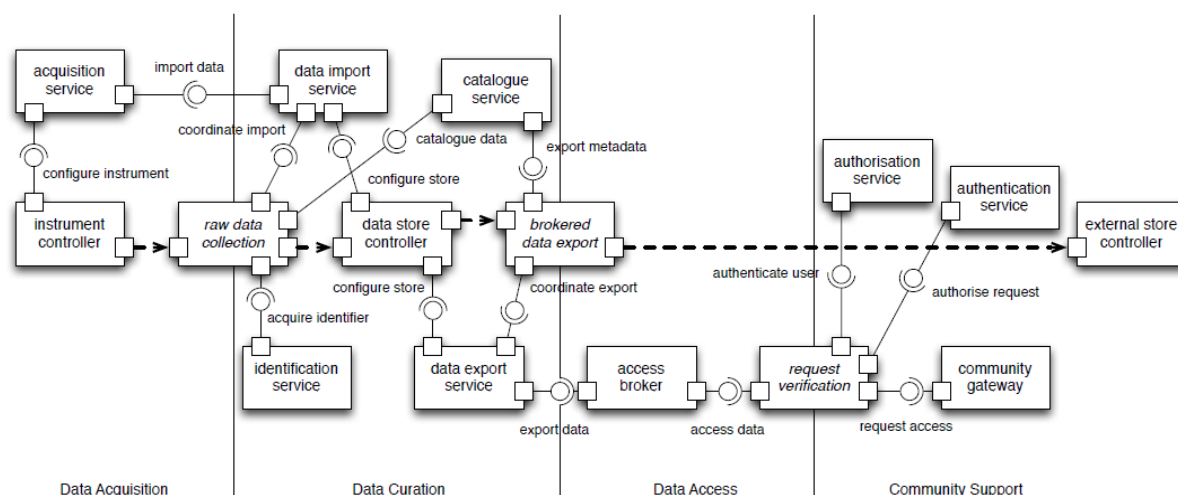 acquisition
service
import data
data import
service
catalogue
service
coordinate import
catalogue data
export metadata
configure instrument
configure store
authorisation
service
authentication
service
instrument
controller
raw data
collection
data store
controller
brokered
data export
external store
controller
configure store
coordinate export
authenticate user
authorise request
acquire identifier
identification
service
data export
service
access
broker
request
verification
community
gateway
export data
access data
request access
Data Acquisition
Data Curation
Data Access
Community Support